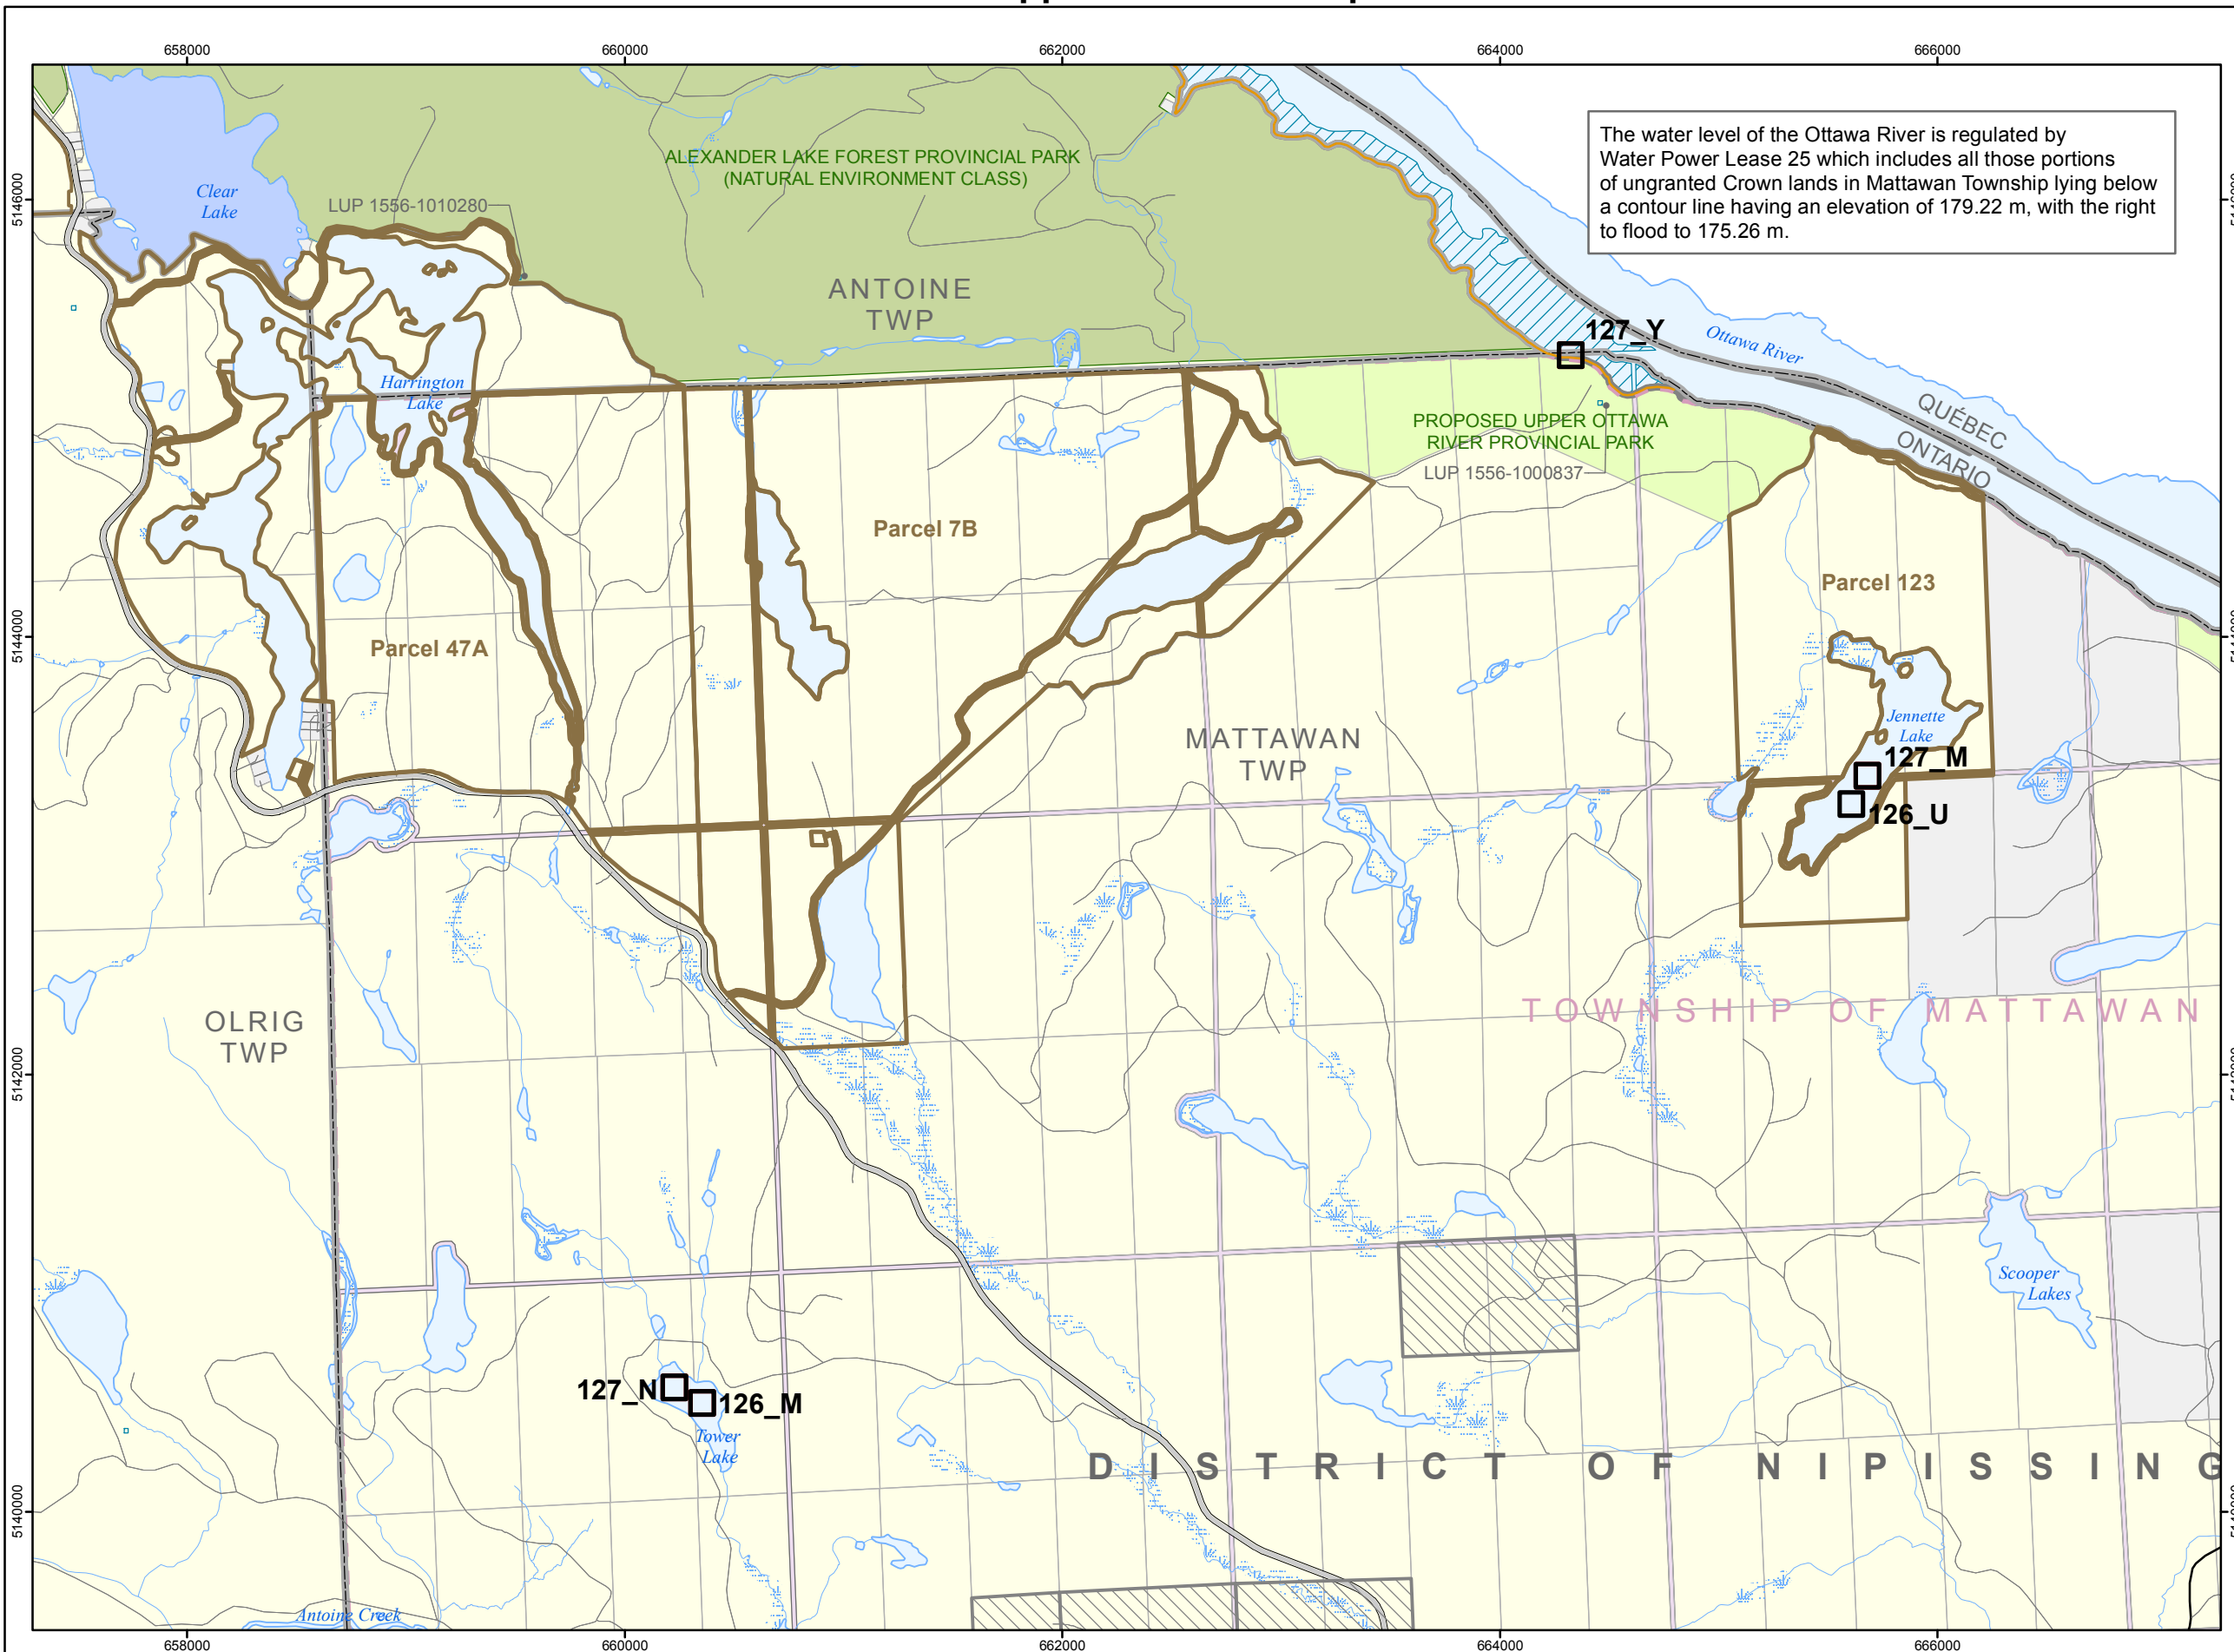 658000
660000
662000
664000
666000
The water level of the Ottawa River is regulated by
Water Power Lease 25 which includes all those portions
of ungranted Crown lands in Mattawan Township lying below
a contour line having an elevation of 179.22 m, with the right
to flood to 175.26 m.
5146000
ALEXANDER LAKE FOREST PROVINCIAL PARK
(NATURAL ENVIRONMENT CLASS)
Clear
Lake
LUP 1556-1010280
ANTOINE
TWP
127_Y
Ottawa River
Harrington
Lake
QUÉBEC
ONTARIO
PROPOSED UPPER OTTAWA
RIVER PROVINCIAL PARK
LUP 1556-1000837
Parcel 7B
Parcel 123
5144000
Parcel 47A
Jennette
Lake
MATTAWAN
TWP
127_M
126_U
OLRIG
TWP
TOWNSHIP OF MATTAWAN
5142000
Scooper
Lakes
127_N
126_M
Tower
Lake
DISTRICT OF NIPISSING
5140000
Antoine Creek
658000
660000
662000
664000
666000